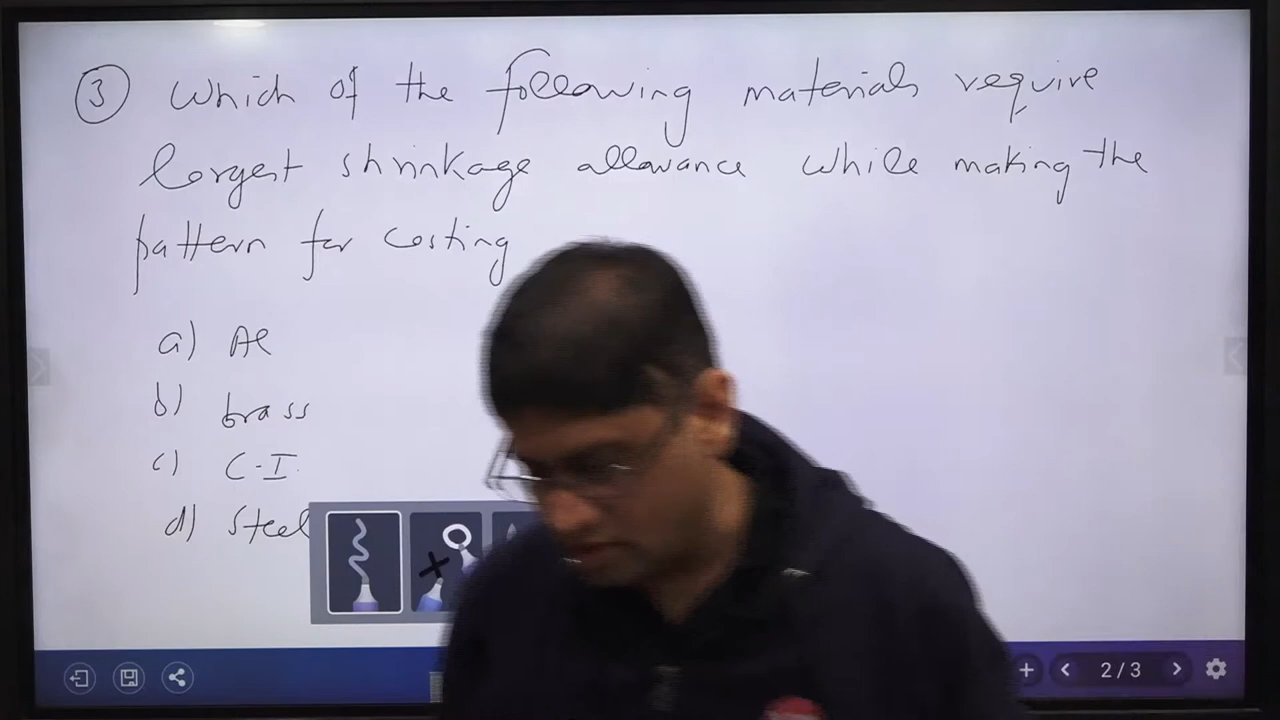 ③ Which of the following materials require
largest shrinkage allowance while making the
pattern for casting
a) Al
b) brass
c) C.I.
d) Steel
2/3